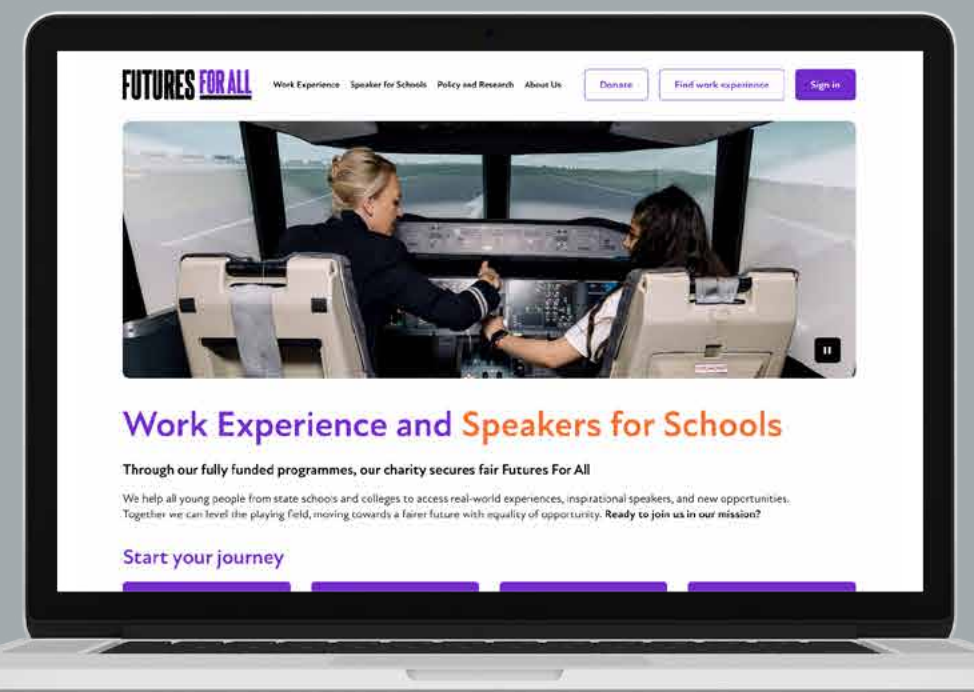 FUTURES FOR ALL
Work Experience Speaker for Schools Policy and Research About Us Donate Find work experience Sign in
Work Experience and Speakers for Schools
Through our fully funded programmes, our charity secures fair Futures For All
We help all young people from state schools and colleges to access real-world experiences, inspirational speakers, and new opportunities.
Together we can level the playing field, moving towards a fairer future with equality of opportunity. Ready to join us in our mission?
Start your journey